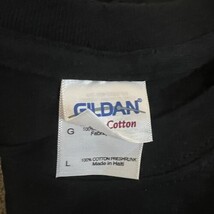 GILDAN
Cotton
G
L
100% COTTON PRESHRUNK
Made in Haiti